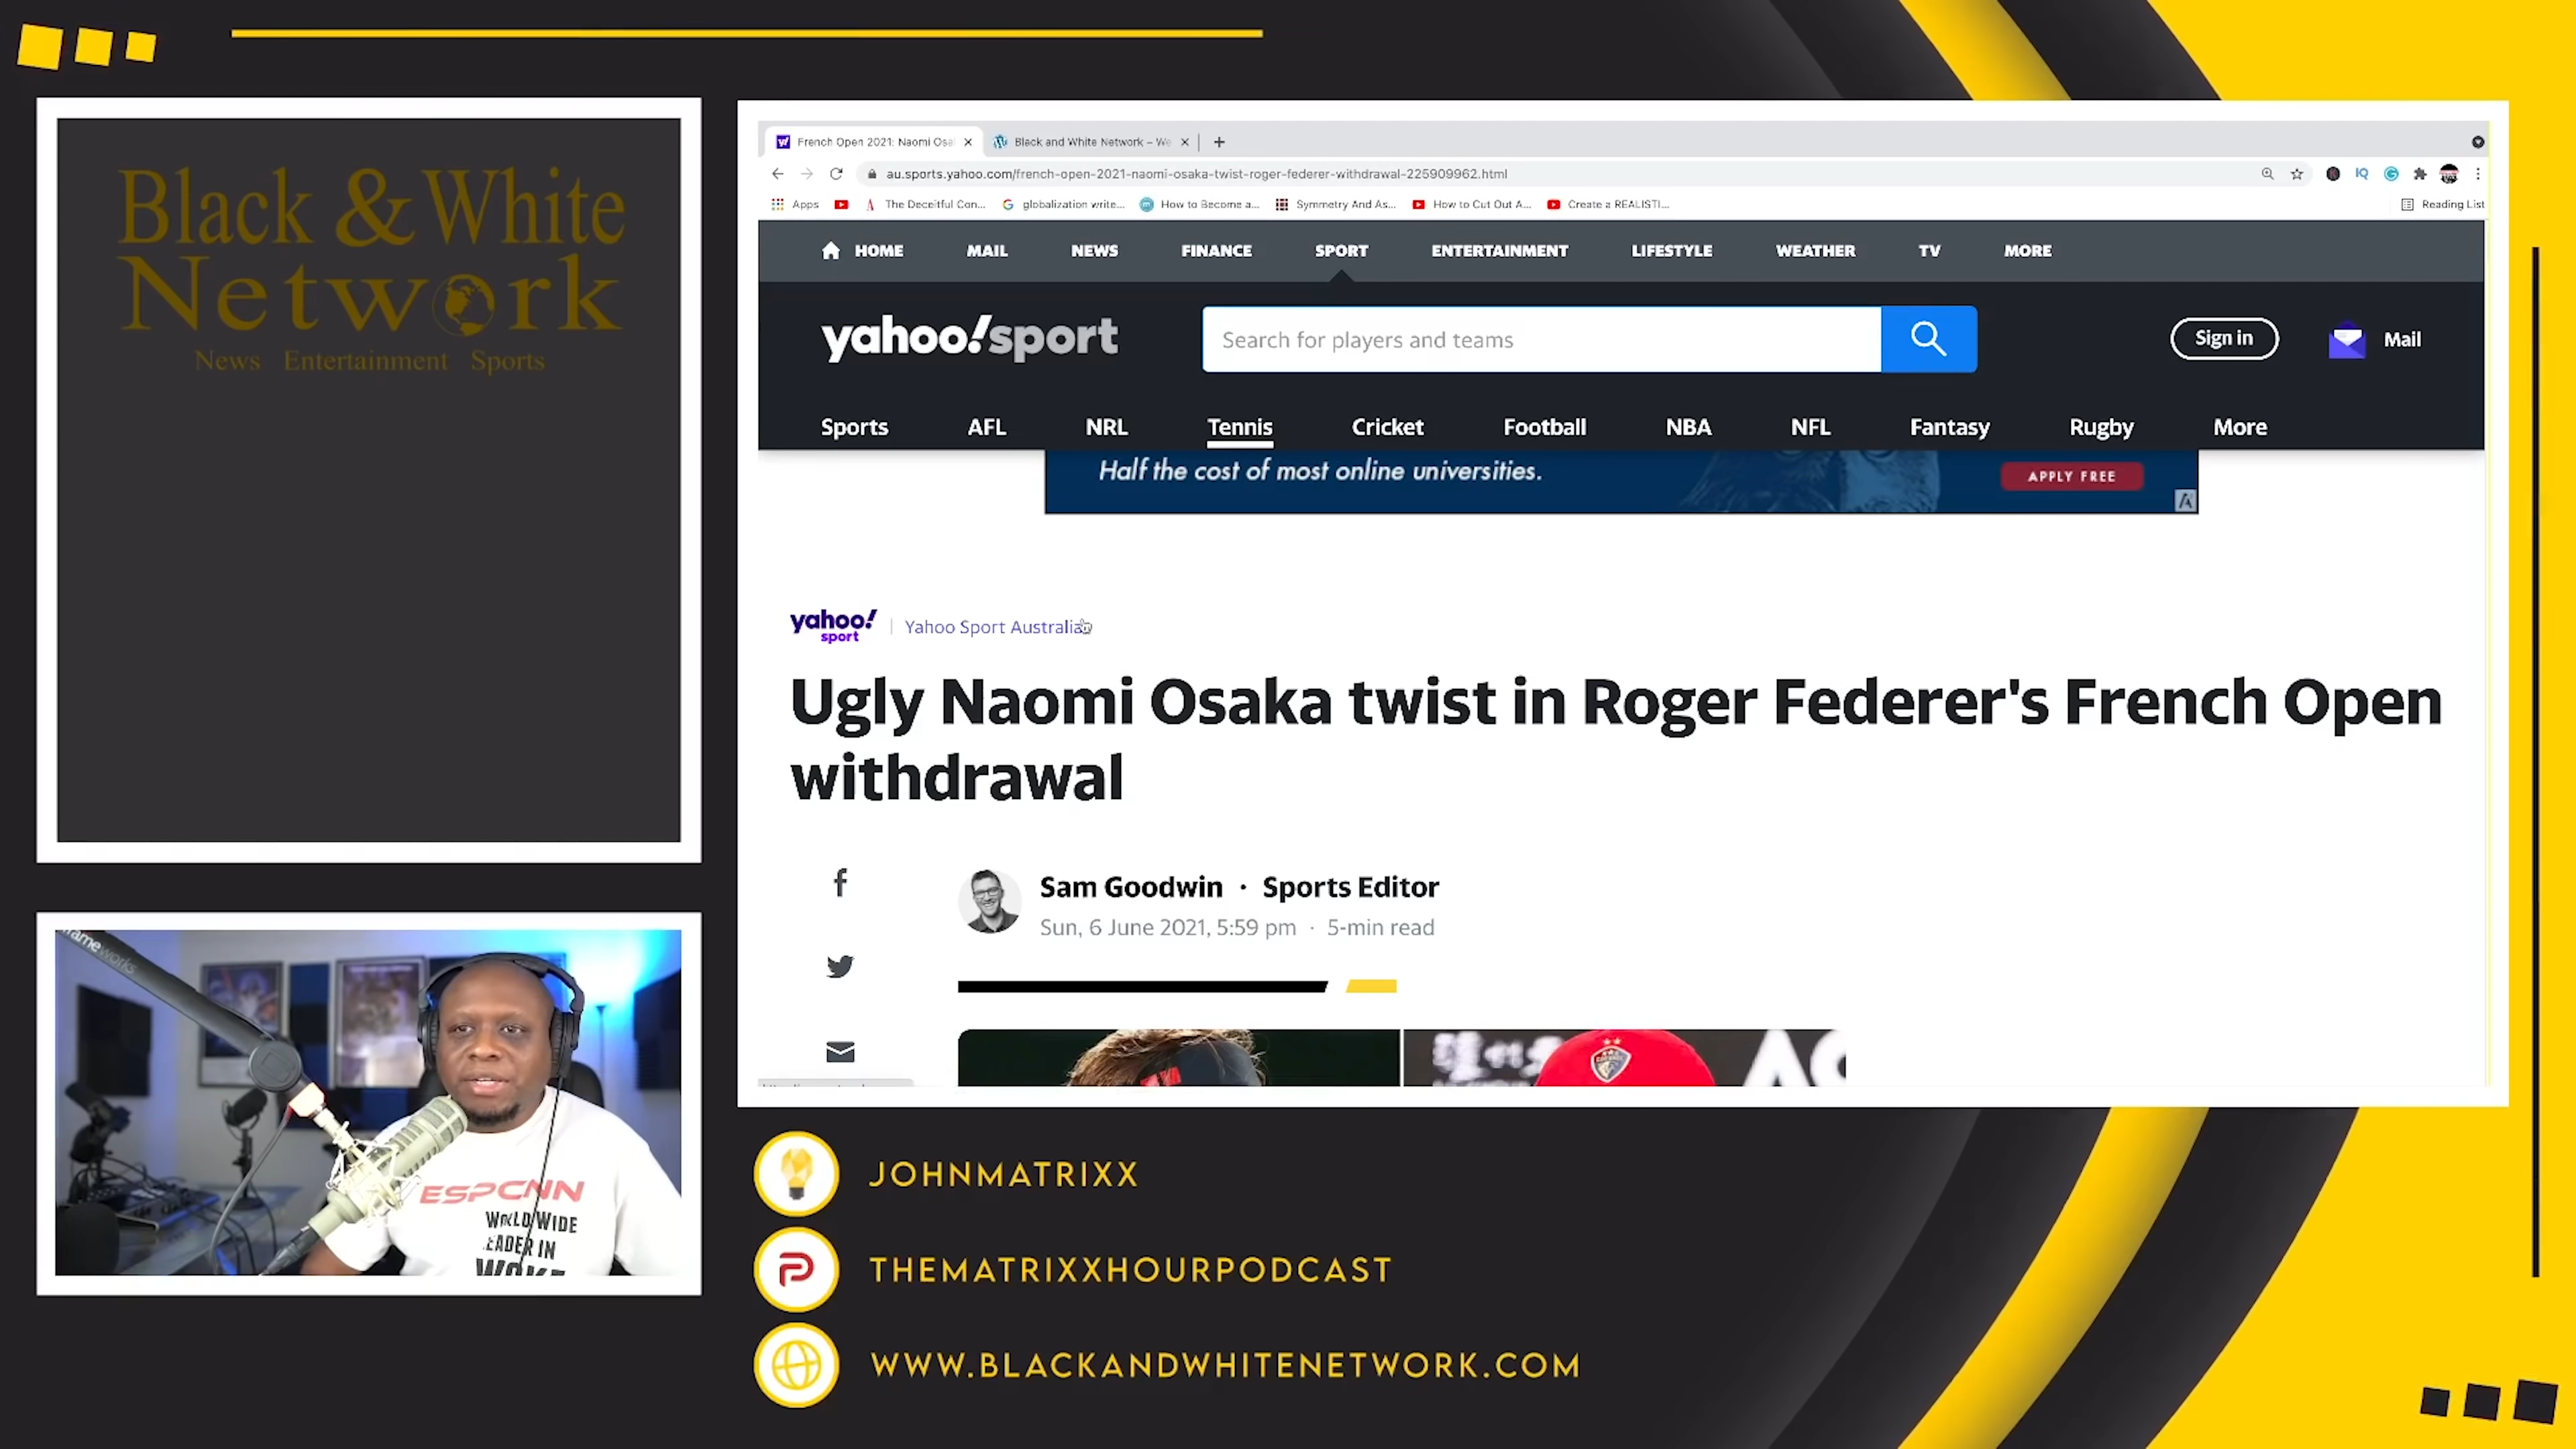 Black & White
Network
News Entertainment Sports
French Open 2021: Naomi Osa
Black and White Network – We
au.sports.yahoo.com/french-open-2021-naomi-osaka-twist-roger-federer-withdrawal-225909962.html
Apps
The Deceitful Con...
globalization write...
How to Become a...
Symmetry And As...
How to Cut Out A...
Create a REALISTI...
Reading List
HOME MAIL NEWS FINANCE SPORT ENTERTAINMENT LIFESTYLE WEATHER TV MORE
yahoo!sport
Search for players and teams
Sign in
Mail
Sports AFL NRL Tennis Cricket Football NBA NFL Fantasy Rugby More
Half the cost of most online universities.
APPLY FREE
yahoo!
sport
Yahoo Sport Australia
Ugly Naomi Osaka twist in Roger Federer's French Open
withdrawal
Sam Goodwin · Sports Editor
Sun, 6 June 2021, 5:59 pm · 5-min read
ESPCNN
WORLDWIDE
LEADER IN
WOKE
JOHNMATRIXX
THEMATRIXXHOURPODCAST
WWW.BLACKANDWHITENETWORK.COM